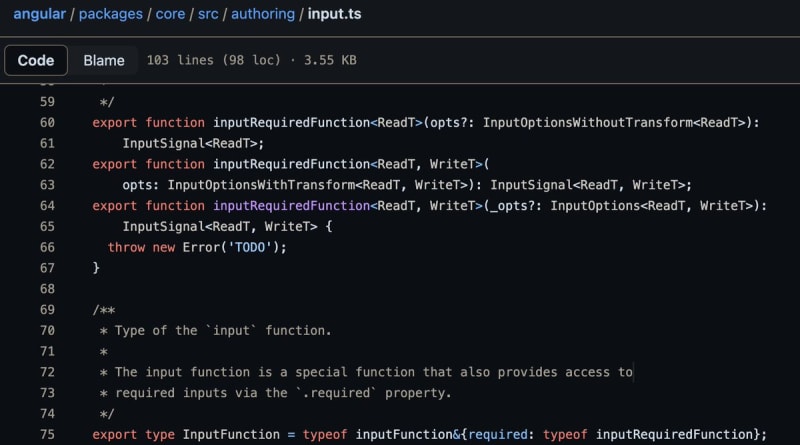 angular / packages / core / src / authoring / input.ts
Code Blame 103 lines (98 loc) · 3.55 KB
59 */
60 export function inputRequiredFunction<ReadT>(opts?: InputOptionsWithoutTransform<ReadT>):
61 InputSignal<ReadT>;
62 export function inputRequiredFunction<ReadT, WriteT>(
63 opts: InputOptionsWithTransform<ReadT, WriteT>): InputSignal<ReadT, WriteT>;
64 export function inputRequiredFunction<ReadT, WriteT>(_opts?: InputOptions<ReadT, WriteT>):
65 InputSignal<ReadT, WriteT> {
66 throw new Error('TODO');
67 }
68
69 /**
70 * Type of the `input` function.
71 *
72 * The input function is a special function that also provides access to
73 * required inputs via the `.required` property.
74 */
75 export type InputFunction = typeof inputFunction&{required: typeof inputRequiredFunction};